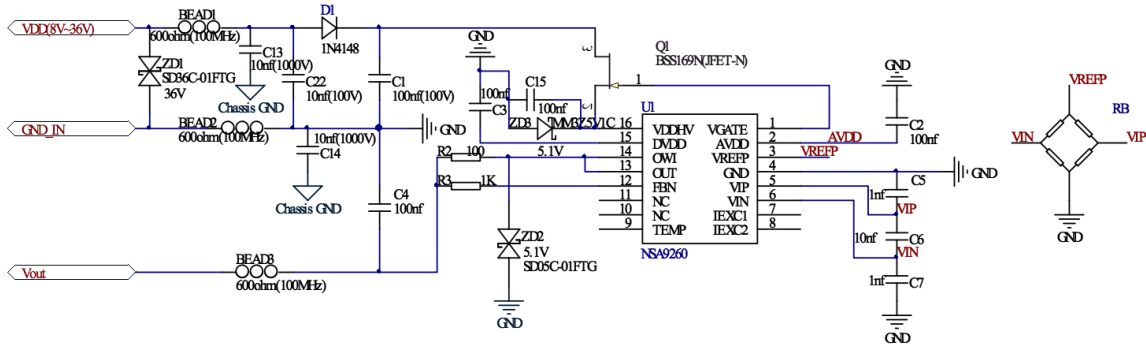 BEAD1
VDD(8V~36V)
600ohm(100MHz)
D1
1N4148
C13
10nf(1000V)
ZD1
SD36C-01FTG
36V
Chassis GND
C22
10nf(100V)
C1
100nf(100V)
GND_IN
BEAD2
600ohm(100MHz)
GND
10nf(1000V)
C14
Chassis GND
C4
100nf
Vout
BEAD3
600ohm(100MHz)
GND
100nf
C3
C15
100nf
ZD3
MM3Z5V1C
5.1V
R2
100
R3
1K
ZD2
5.1V
SD05C-01FTG
GND
Q1
BSS169N(JFET-N)
3
2
1
U1
16 VDDHV VGATE 1
15 DVDD AVDD 2
14 OWI VREFP 3
13 OUT GND 4
12 FBN VIP 5
11 NC VIN 6
10 NC IEXC1 7
9 TEMP IEXC2 8
NSA9260
GND
C2
100nf
AVDD
VREFP
GND
1nf
C5
VIP
10nf
C6
VIN
1nf
C7
GND
VREFP
RB
VIN
VIP
GND